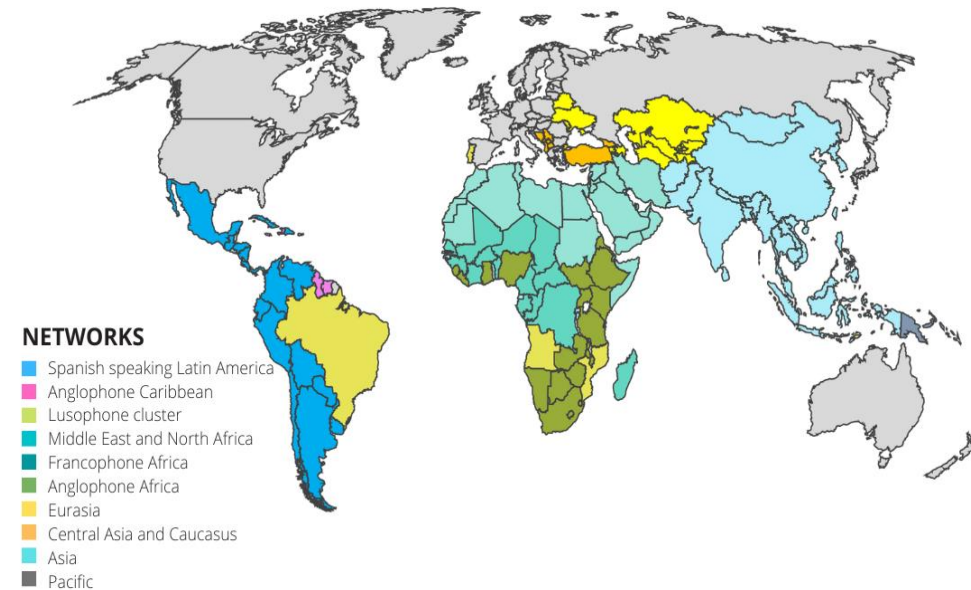 NETWORKS
Spanish speaking Latin America
Anglophone Caribbean
Lusophone cluster
Middle East and North Africa
Francophone Africa
Anglophone Africa
Eurasia
Central Asia and Caucasus
Asia
Pacific